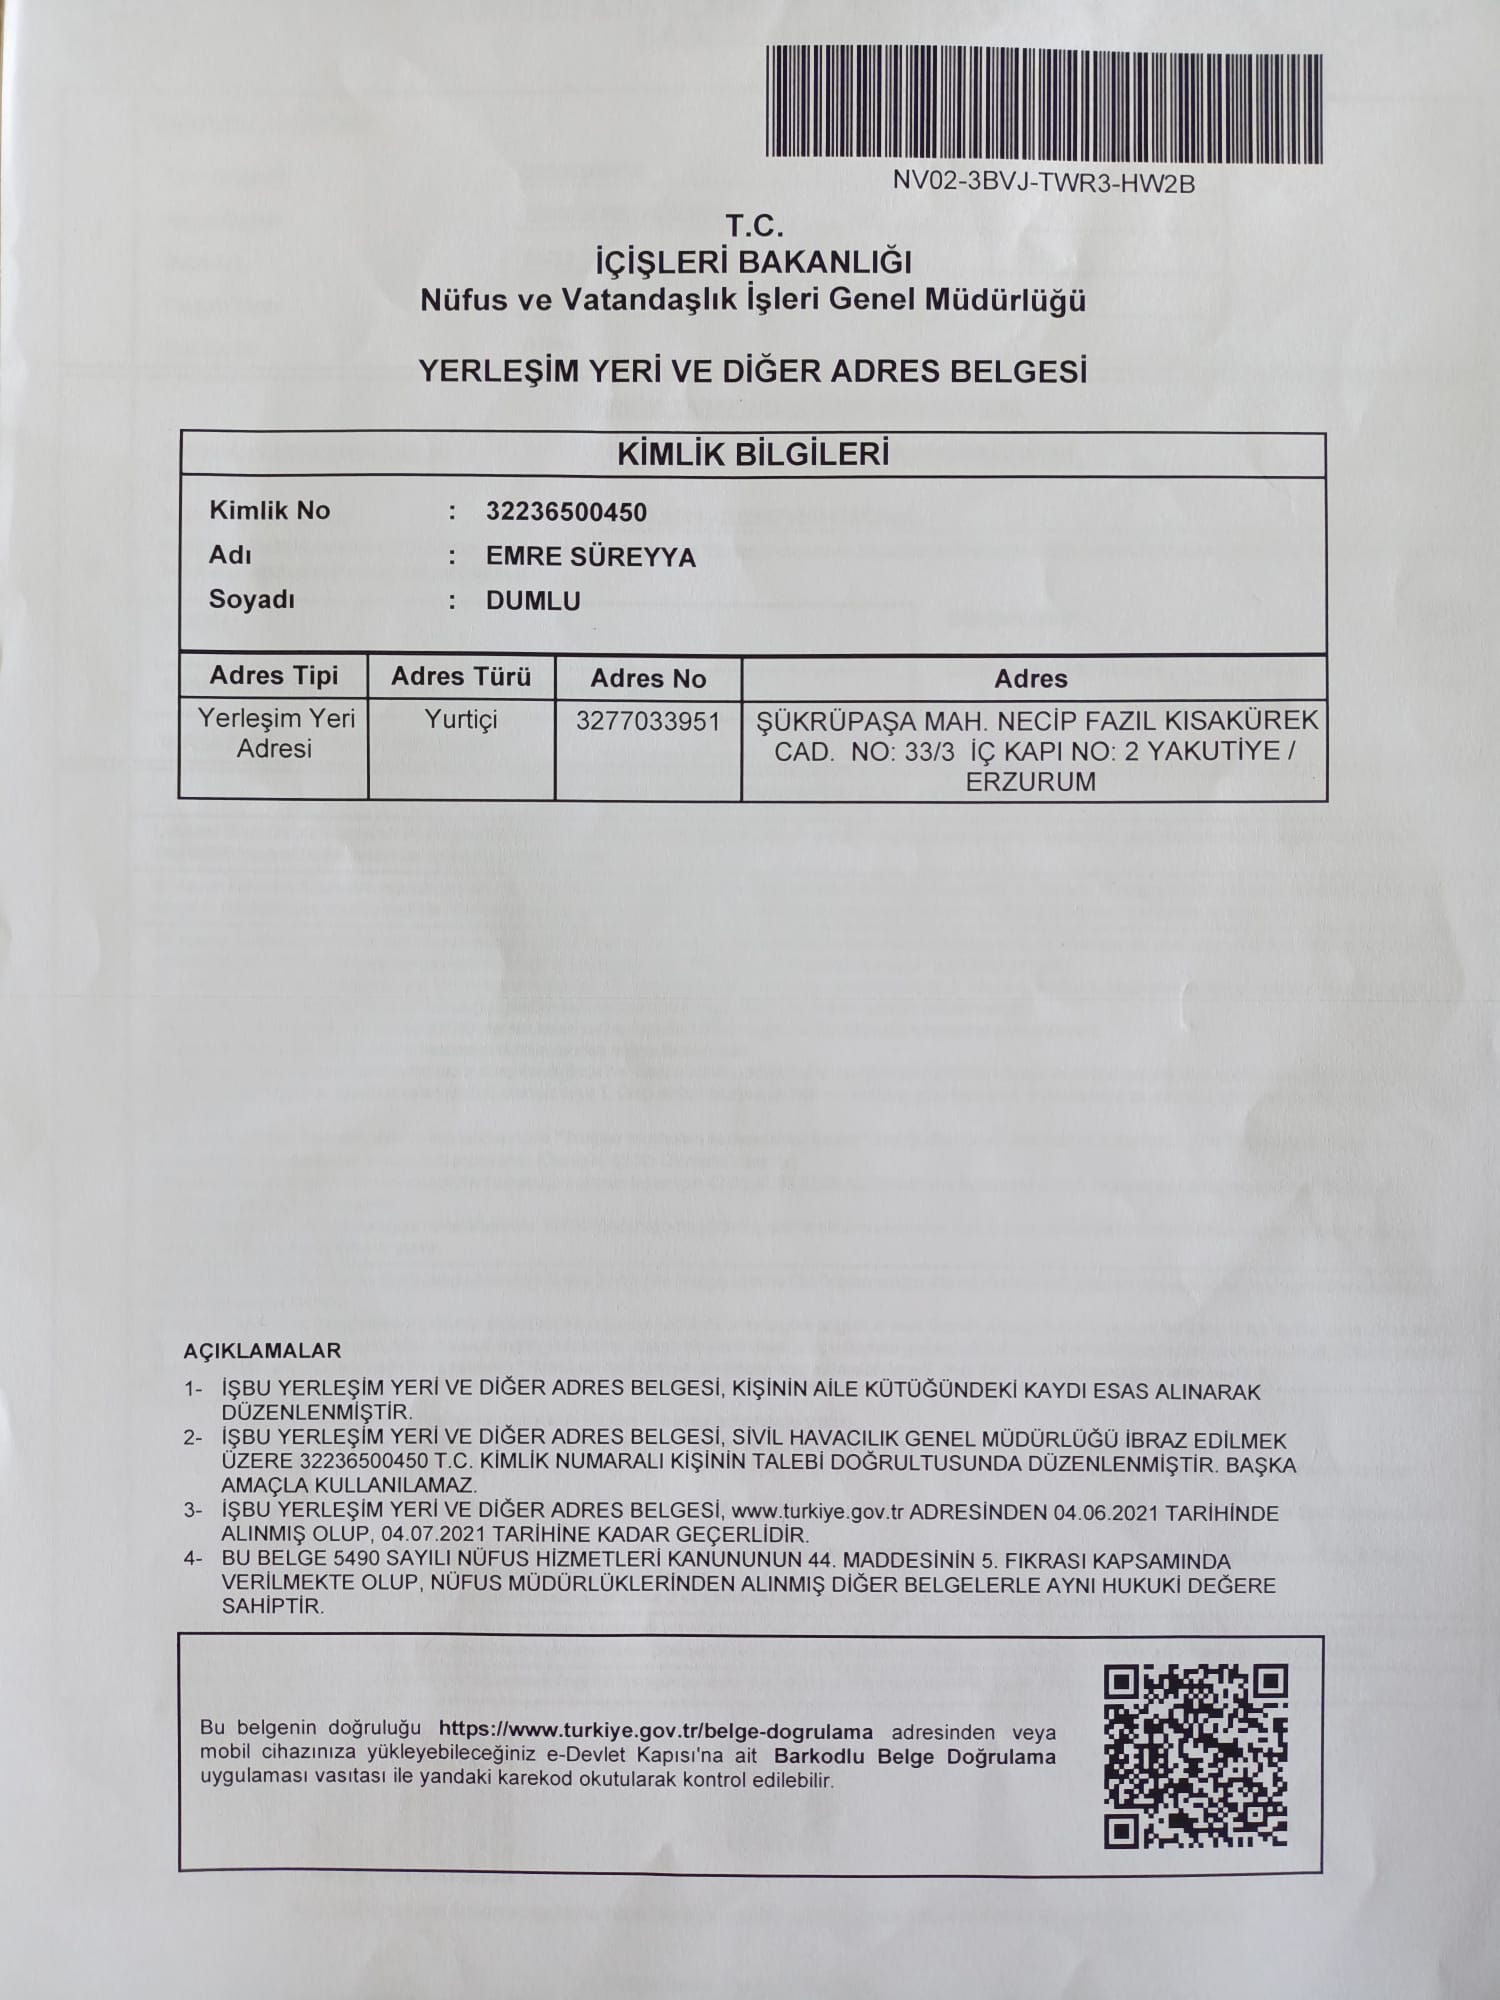 NV02-3BVJ-TWR3-HW2B
T.C.
İÇİŞLERİ BAKANLIĞI
Nüfus ve Vatandaşlık İşleri Genel Müdürlüğü
YERLEŞİM YERİ VE DİĞER ADRES BELGESİ
KİMLİK BİLGİLERİ
Kimlik No : 32236500450
Adı : EMRE SÜREYYA
Soyadı : DUMLU
Adres Tipi Adres Türü Adres No Adres
Yerleşim Yeri Yurtiçi 3277033951 ŞÜKRÜPAŞA MAH. NECİP FAZIL KISAKÜREK
Adresi CAD. NO: 33/3 İÇ KAPI NO: 2 YAKUTİYE /
ERZURUM
AÇIKLAMALAR
1- İŞBU YERLEŞİM YERİ VE DİĞER ADRES BELGESİ, KİŞİNİN AİLE KÜTÜĞÜNDEKİ KAYDI ESAS ALINARAK
DÜZENLENMİŞTİR.
2- İŞBU YERLEŞİM YERİ VE DİĞER ADRES BELGESİ, SİVİL HAVACILIK GENEL MÜDÜRLÜĞÜ İBRAZ EDİLMEK
ÜZERE 32236500450 T.C. KİMLİK NUMARALI KİŞİNİN TALEBİ DOĞRULTUSUNDA DÜZENLENMİŞTİR. BAŞKA
AMAÇLA KULLANILAMAZ.
3- İŞBU YERLEŞİM YERİ VE DİĞER ADRES BELGESİ, www.turkiye.gov.tr ADRESİNDEN 04.06.2021 TARİHİNDE
ALINMIŞ OLUP, 04.07.2021 TARİHİNE KADAR GEÇERLİDİR.
4- BU BELGE 5490 SAYILI NÜFUS HİZMETLERİ KANUNUNUN 44. MADDESİNİN 5. FIKRASI KAPSAMINDA
VERİLMEKTE OLUP, NÜFUS MÜDÜRLÜKLERİNDEN ALINMIŞ DİĞER BELGELERLE AYNI HUKUKİ DEĞERE
SAHİPTİR.
Bu belgenin doğruluğu https://www.turkiye.gov.tr/belge-dogrulama adresinden veya
mobil cihazınıza yükleyebileceğiniz e-Devlet Kapısı'na ait Barkodlu Belge Doğrulama
uygulaması vasıtası ile yandaki karekod okutularak kontrol edilebilir.